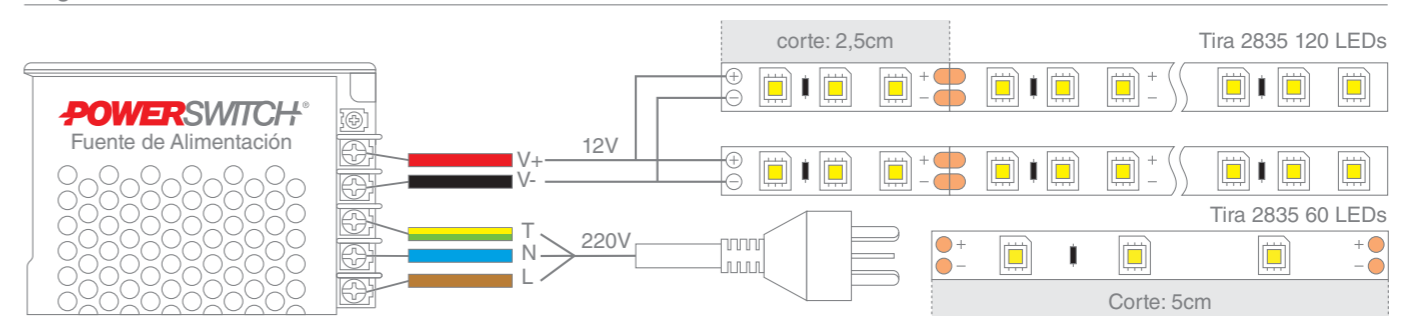 corte: 2,5cm
Tira 2835 120 LEDs
POWERSWITCH®
Fuente de Alimentación
V+
V-
12V
T
N
L
220V
Tira 2835 60 LEDs
Corte: 5cm